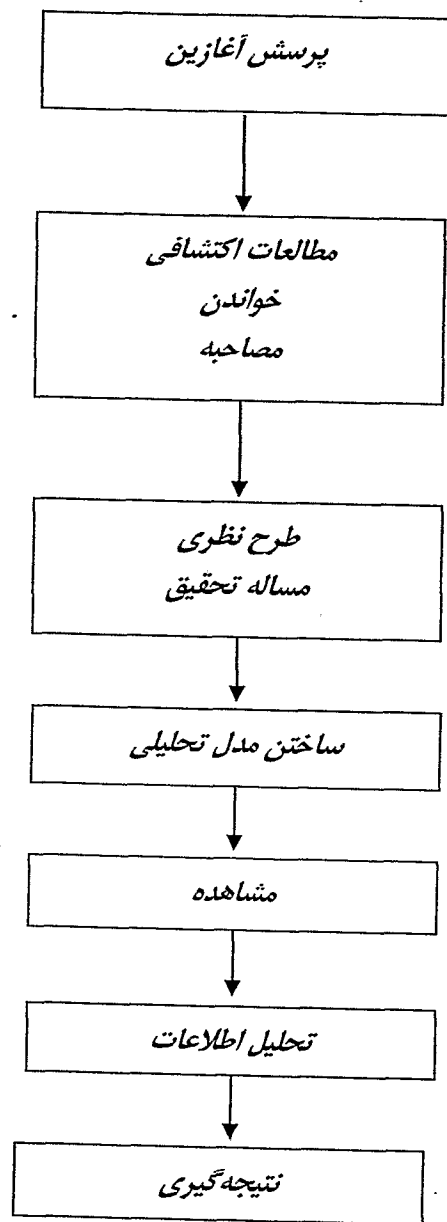 پرسش آغازین
مطالعات اکتشافی
خواندن
مصاحبه
طرح نظری
مساله تحقیق
ساختن مدل تحلیلی
مشاهده
تحلیل اطلاعات
نتیجه‌گیری